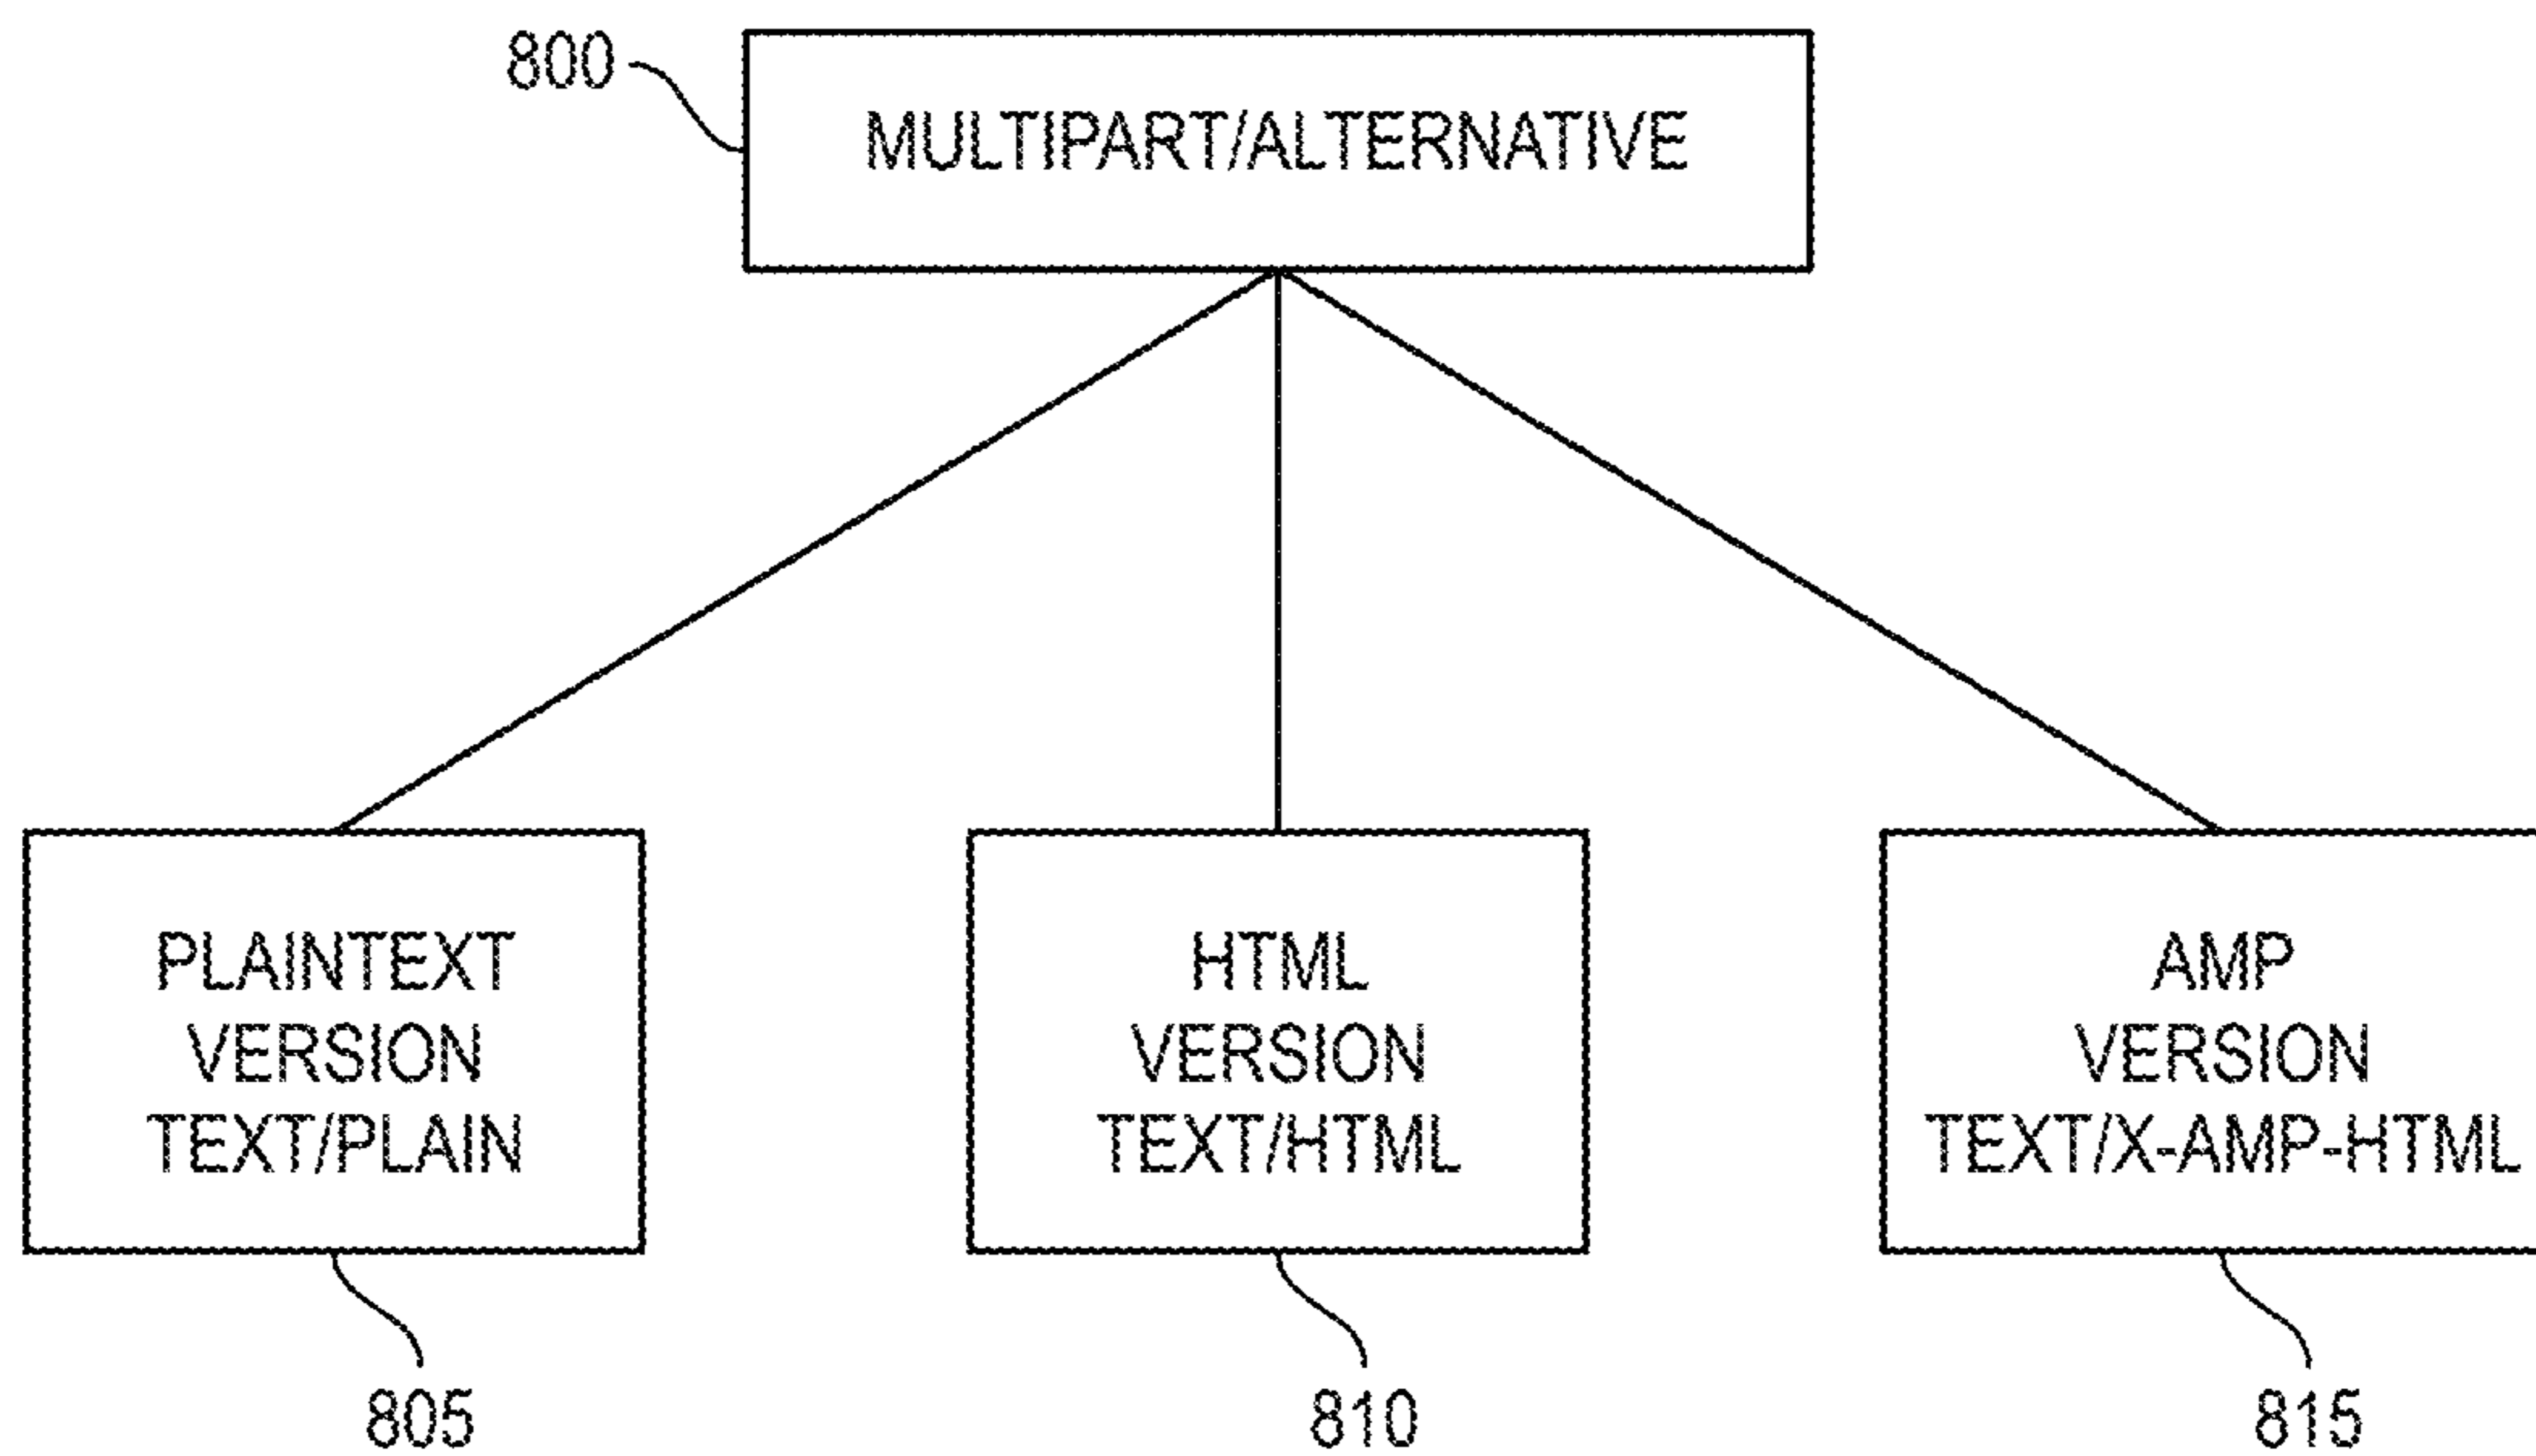 800
MULTIPART/ALTERNATIVE
PLAINTEXT
VERSION
TEXT/PLAIN
HTML
VERSION
TEXT/HTML
AMP
VERSION
TEXT/X-AMP-HTML
805
810
815